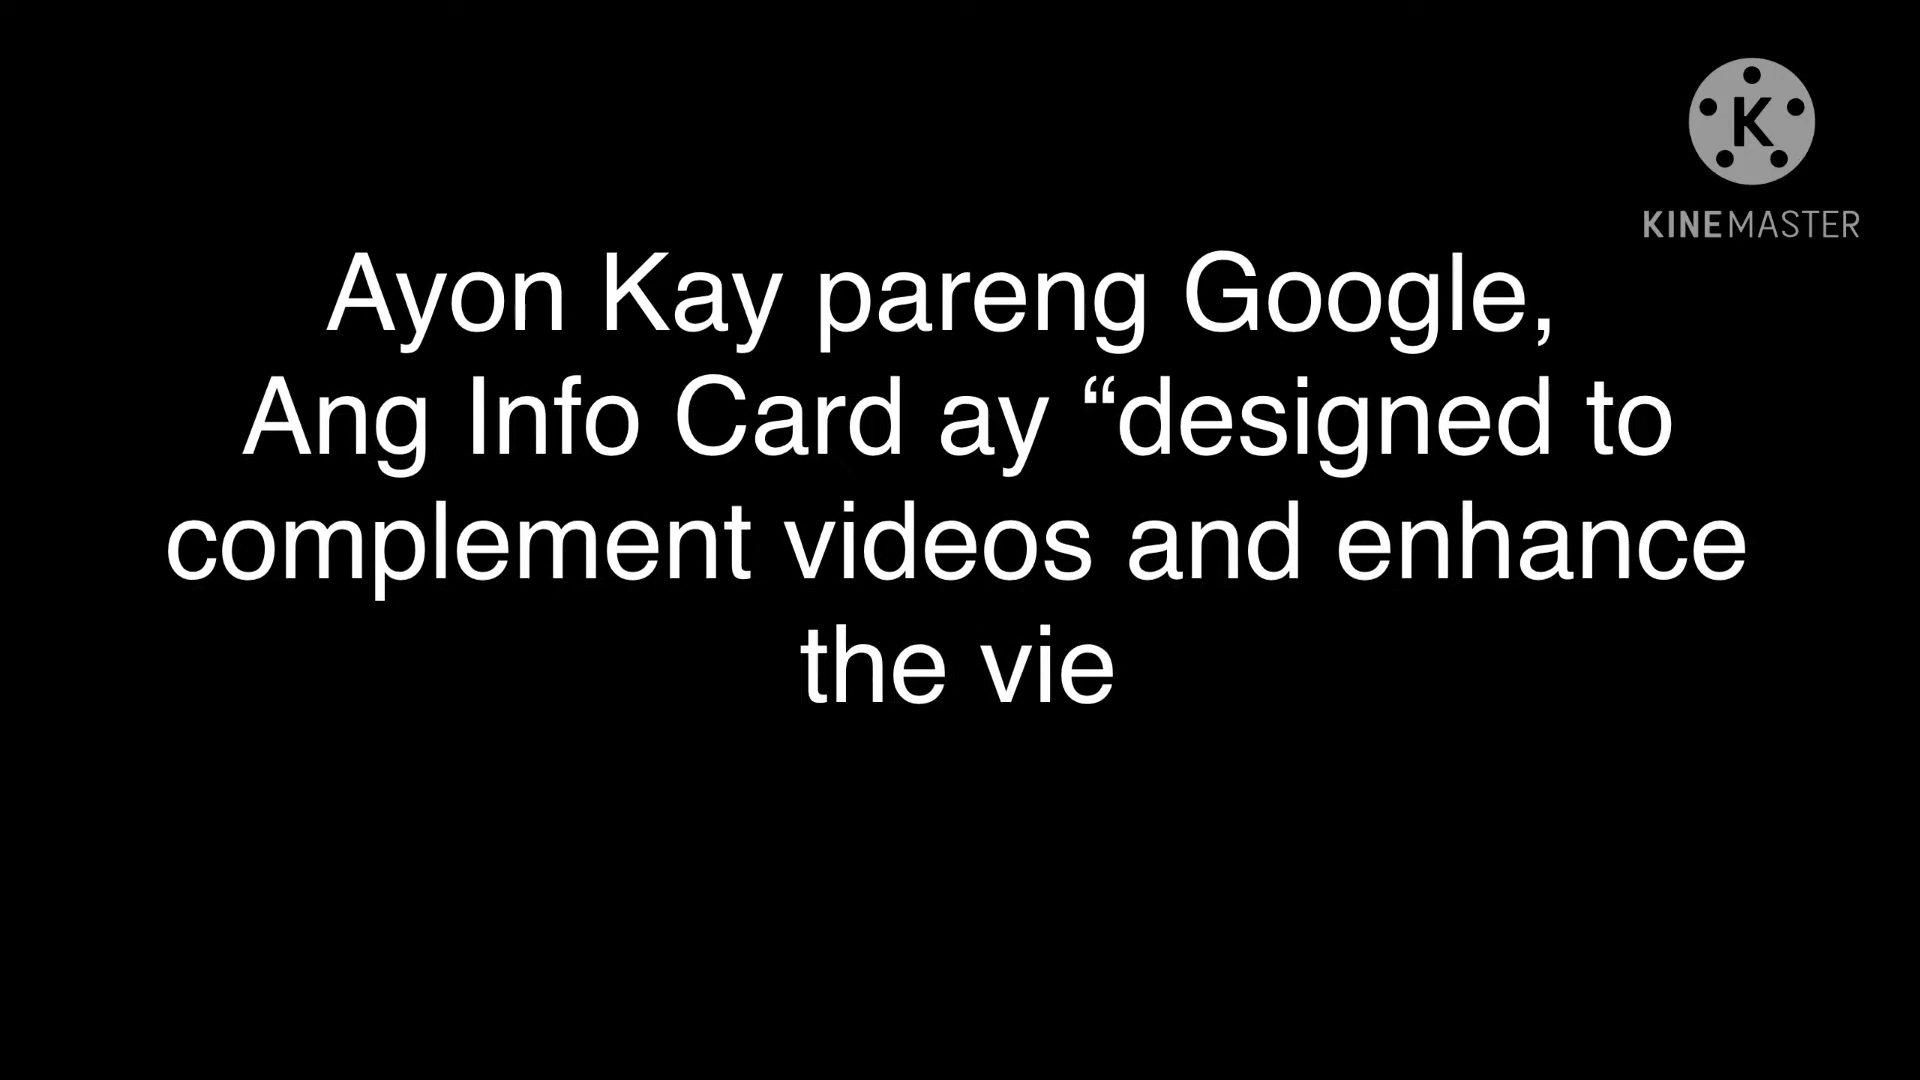 K
KINEMASTER
Ayon Kay pareng Google,
Ang Info Card ay “designed to
complement videos and enhance
the vie